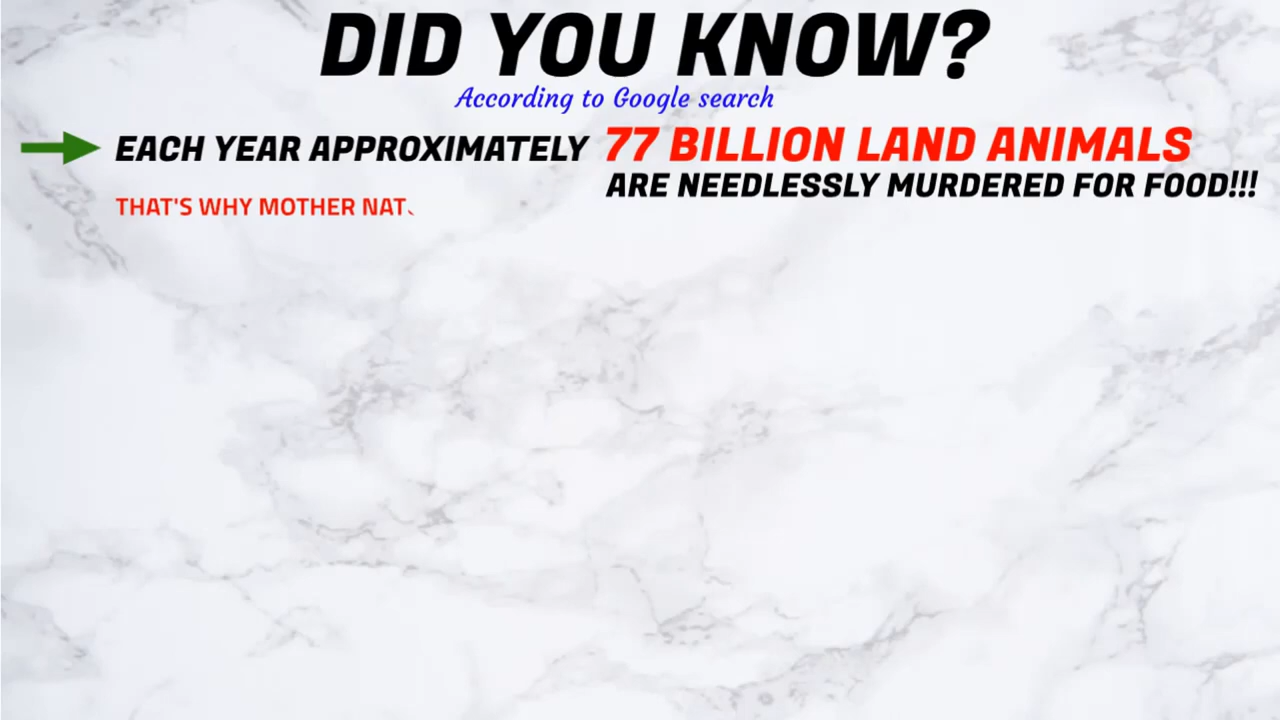 DID YOU KNOW?
According to Google search
EACH YEAR APPROXIMATELY 77 BILLION LAND ANIMALS
ARE NEEDLESSLY MURDERED FOR FOOD!!!
THAT'S WHY MOTHER NAT